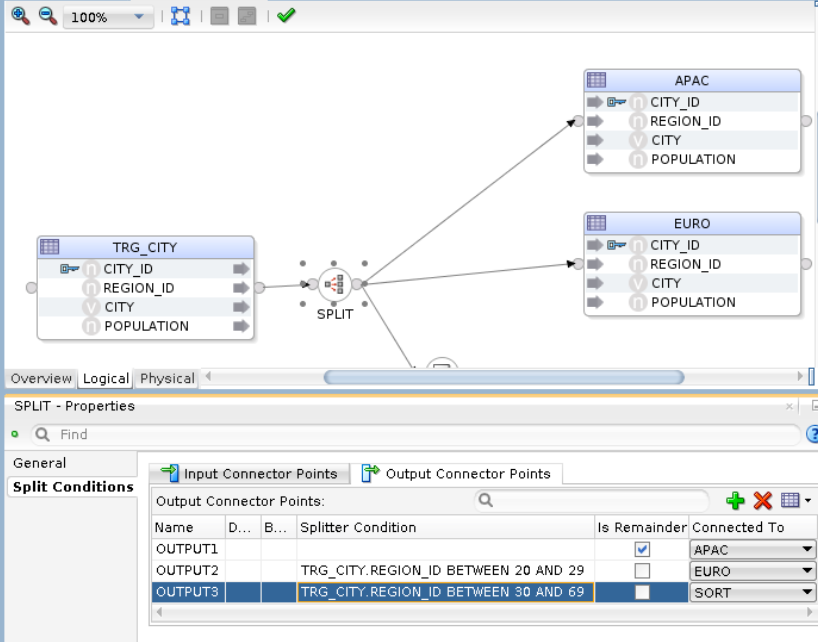 100%
APAC
CITY_ID
REGION_ID
CITY
POPULATION
EURO
CITY_ID
REGION_ID
CITY
POPULATION
TRG_CITY
CITY_ID
REGION_ID
CITY
POPULATION
SPLIT
Overview Logical Physical
SPLIT - Properties
Find
General
Split Conditions
Input Connector Points Output Connector Points
Output Connector Points:
Name D... B... Splitter Condition Is Remainder Connected To
OUTPUT1 APAC
OUTPUT2 TRG_CITY.REGION_ID BETWEEN 20 AND 29 EURO
OUTPUT3 TRG_CITY.REGION_ID BETWEEN 30 AND 69 SORT